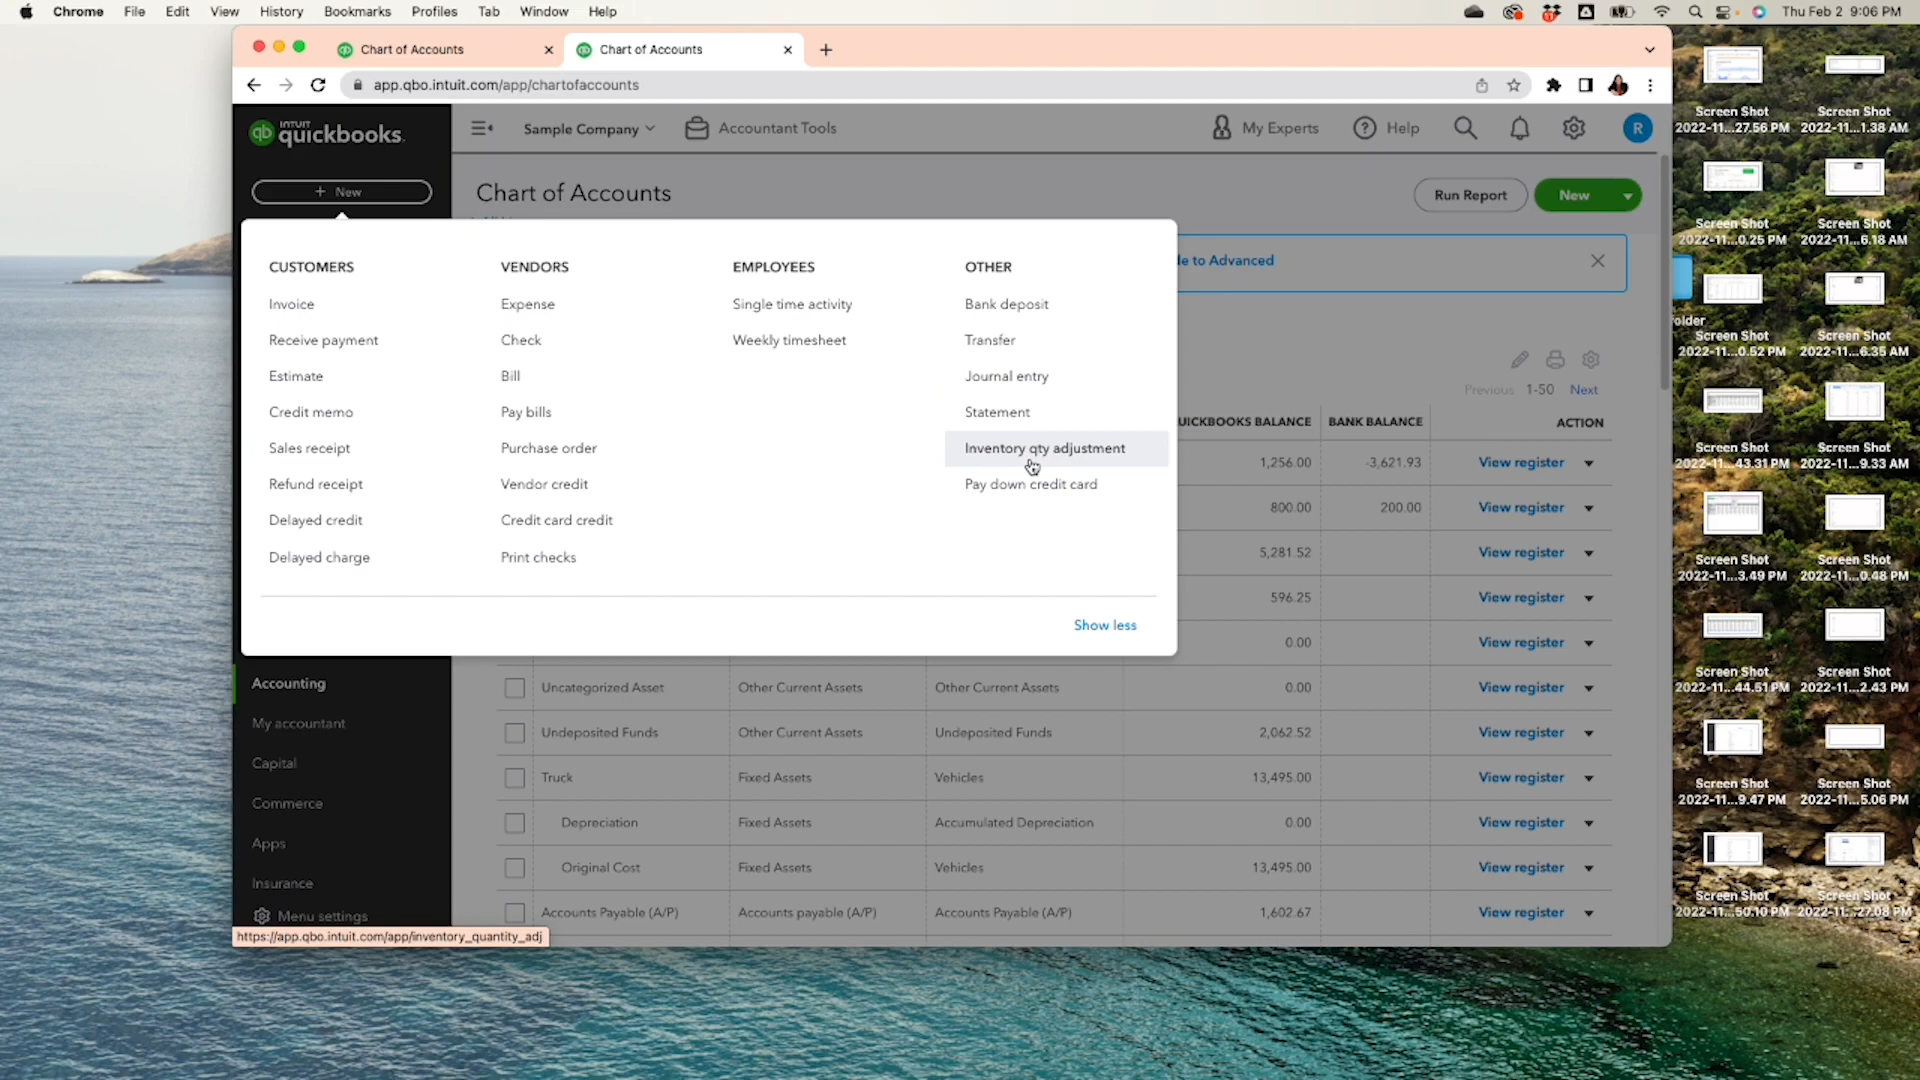 Chrome File Edit View History Bookmarks Profiles Tab Window Help
11
Thu Feb 2 9:06 PM
Chart of Accounts
Chart of Accounts
app.qbo.intuit.com/app/chartofaccounts
qb INTUIT quickbooks.
Sample Company
Accountant Tools
My Experts
Help
R
+ New
Chart of Accounts
Run Report
New
CUSTOMERS
Invoice
Receive payment
Estimate
Credit memo
Sales receipt
Refund receipt
Delayed credit
Delayed charge
VENDORS
Expense
Check
Bill
Pay bills
Purchase order
Vendor credit
Credit card credit
Print checks
EMPLOYEES
Single time activity
Weekly timesheet
OTHER
Bank deposit
Transfer
Journal entry
Statement
Inventory qty adjustment
Pay down credit card
Show less
de to Advanced
Previous 1-50 Next
UICKBOOKS BALANCE BANK BALANCE ACTION
1,256.00 -3,621.93 View register
800.00 200.00 View register
5,281.52 View register
596.25 View register
0.00 View register
Uncategorized Asset Other Current Assets Other Current Assets 0.00 View register
Undeposited Funds Other Current Assets Undeposited Funds 2,062.52 View register
Truck Fixed Assets Vehicles 13,495.00 View register
Depreciation Fixed Assets Accumulated Depreciation 0.00 View register
Original Cost Fixed Assets Vehicles 13,495.00 View register
Accounts Payable (A/P) Accounts payable (A/P) Accounts Payable (A/P) 1,602.67 View register
Accounting
My accountant
Capital
Commerce
Apps
Insurance
Menu settings
https://app.qbo.intuit.com/app/inventory_quantity_adj
Screen Shot Screen Shot
2022-11...27.56 PM 2022-11...1.38 AM
Screen Shot Screen Shot
2022-11...0.25 PM 2022-11...6.18 AM
older
Screen Shot Screen Shot
2022-11...0.52 PM 2022-11...6.35 AM
Screen Shot Screen Shot
2022-11...43.31 PM 2022-11...9.33 AM
Screen Shot Screen Shot
2022-11...3.49 PM 2022-11...0.48 PM
Screen Shot Screen Shot
2022-11...44.51 PM 2022-11...2.43 PM
Screen Shot Screen Shot
2022-11...9.47 PM 2022-11...5.06 PM
Screen Shot Screen Shot
2022-11...50.10 PM 2022-11...27.08 PM